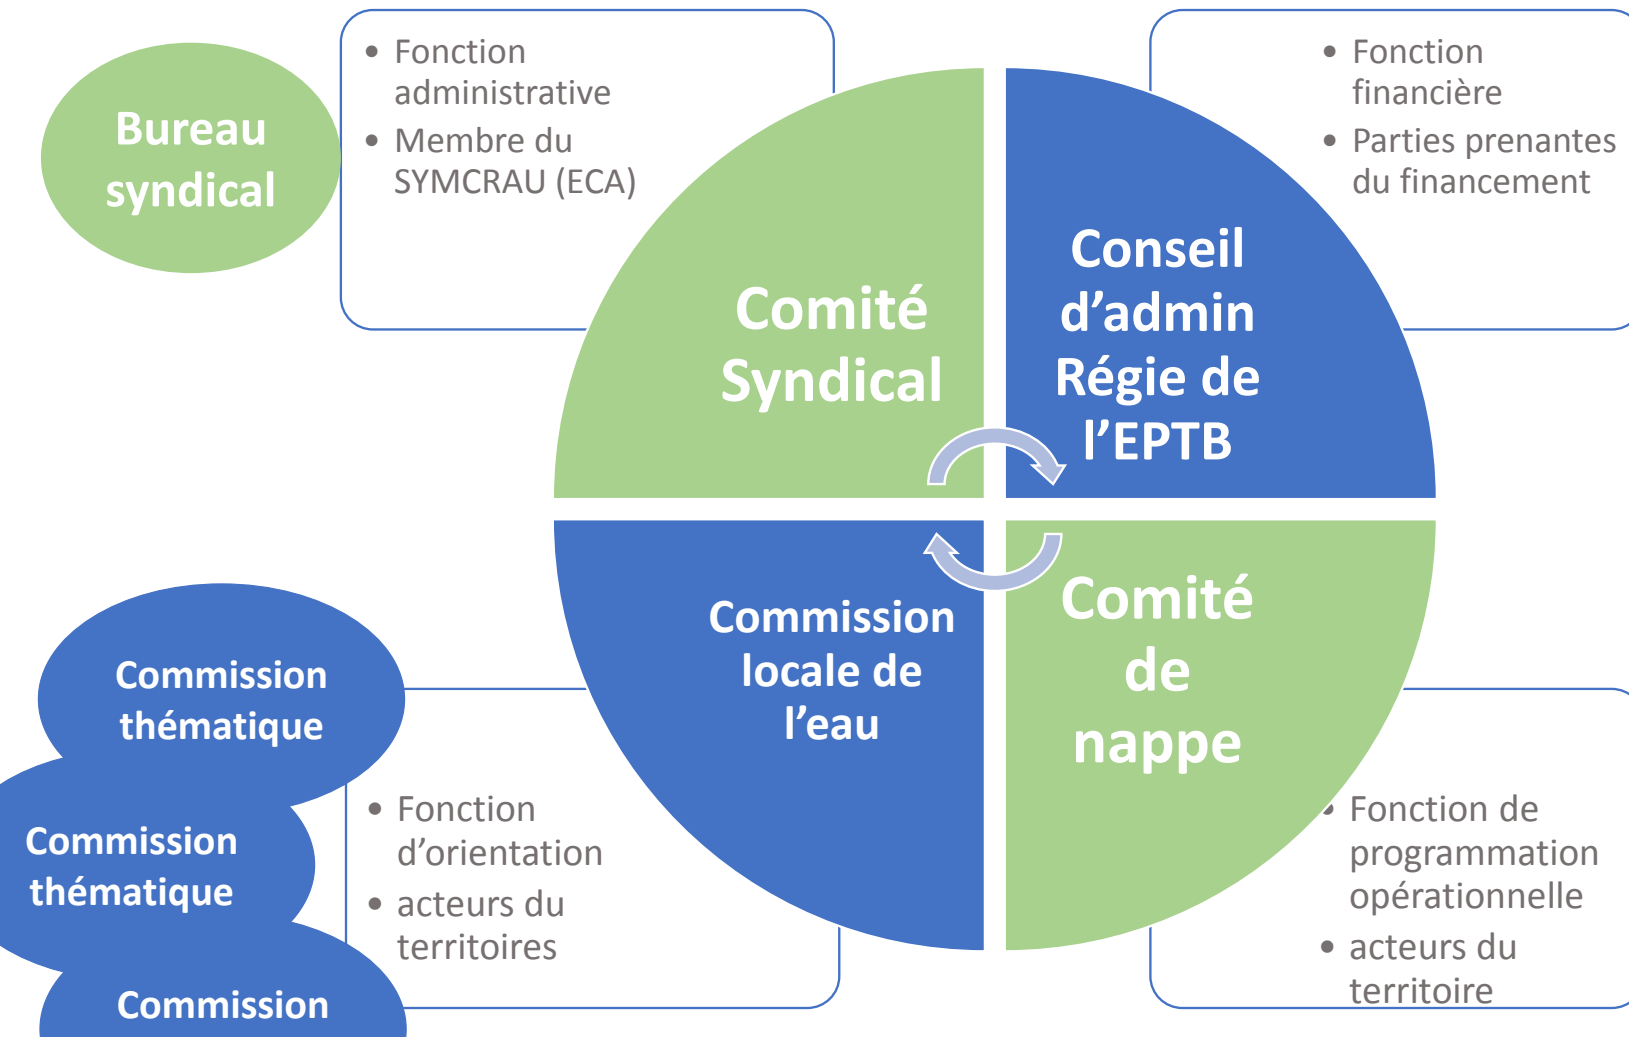 Bureau
syndical
• Fonction
administrative
• Membre du
SYMCRAU (ECA)
Comité
Syndical
Conseil
d’admin
Régie de
l’EPTB
• Fonction
financière
• Parties prenantes
du financement
Commission
thématique
Commission
thématique
Commission
• Fonction
d’orientation
• acteurs du
territoires
Commission
locale de
l’eau
Comité
de
nappe
• Fonction de
programmation
opérationnelle
• acteurs du
territoire